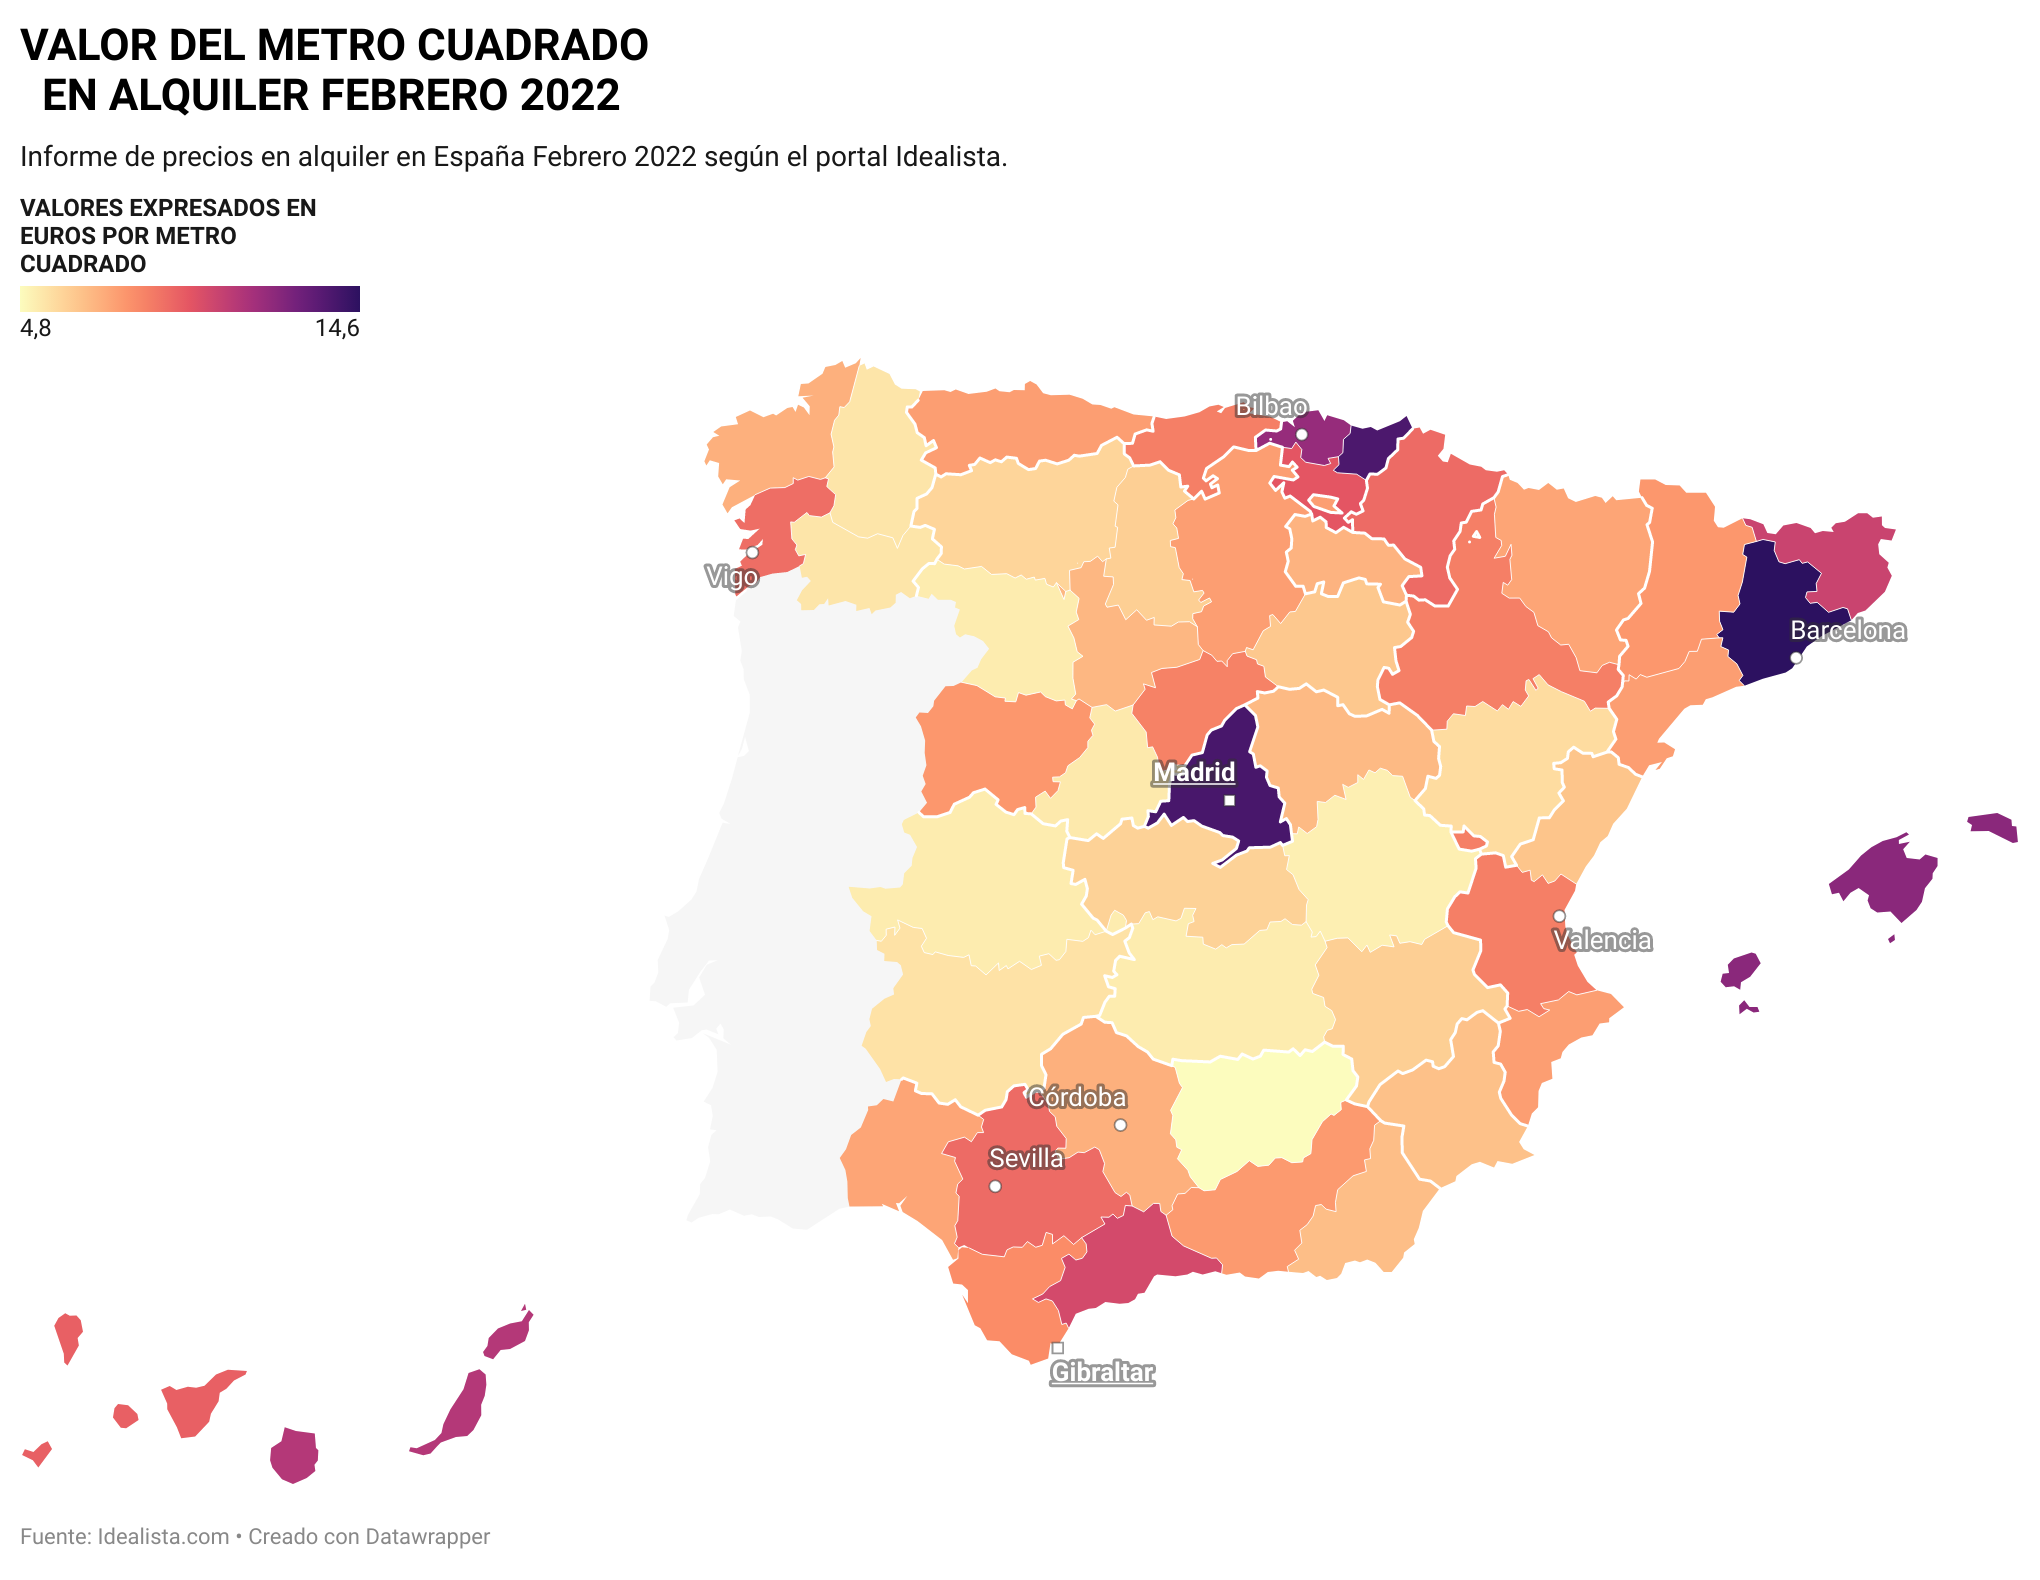 VALOR DEL METRO CUADRADO
EN ALQUILER FEBRERO 2022
Informe de precios en alquiler en España Febrero 2022 según el portal Idealista.
VALORES EXPRESADOS EN
EUROS POR METRO
CUADRADO
4,8
14,6
Bilbao
Vigo
Barcelona
Madrid
Valencia
Córdoba
Sevilla
Gibraltar
Fuente: Idealista.com • Creado con Datawrapper